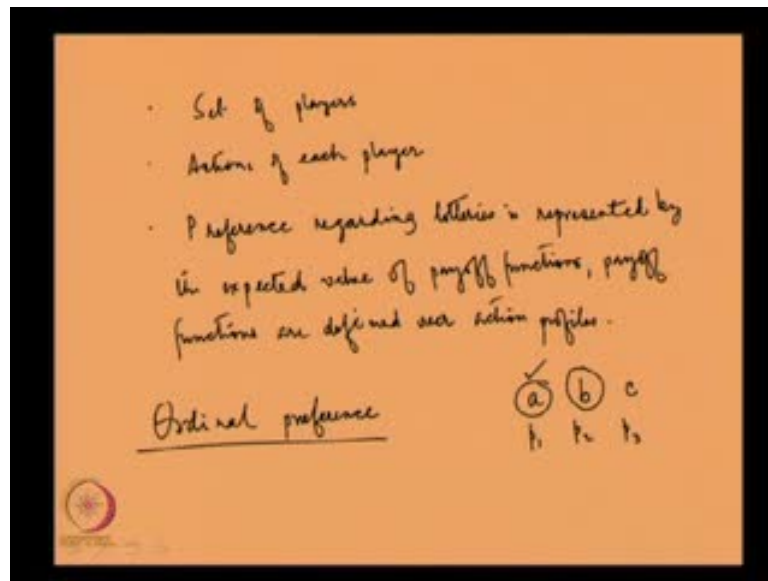 · Set of players
· Actions of each player
· Preference regarding lotteries is represented by
the expected value of payoff functions, payoff
functions are defined over action profiles.
Ordinal preference
a b c
p₁ p₂ p₃